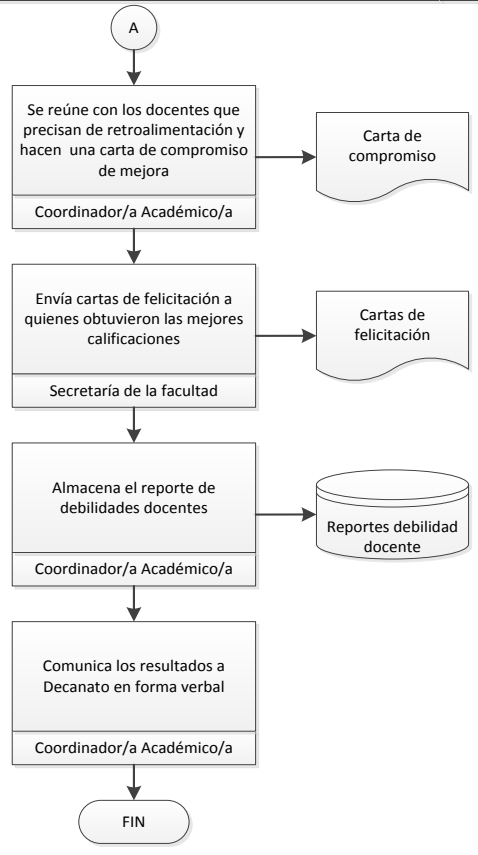 A
Se reúne con los docentes que
precisan de retroalimentación y
hacen una carta de compromiso
de mejora
Coordinador/a Académico/a
Carta de
compromiso
Envía cartas de felicitación a
quienes obtuvieron las mejores
calificaciones
Secretaría de la facultad
Cartas de
felicitación
Almacena el reporte de
debilidades docentes
Coordinador/a Académico/a
Reportes debilidad
docente
Comunica los resultados a
Decanato en forma verbal
Coordinador/a Académico/a
FIN